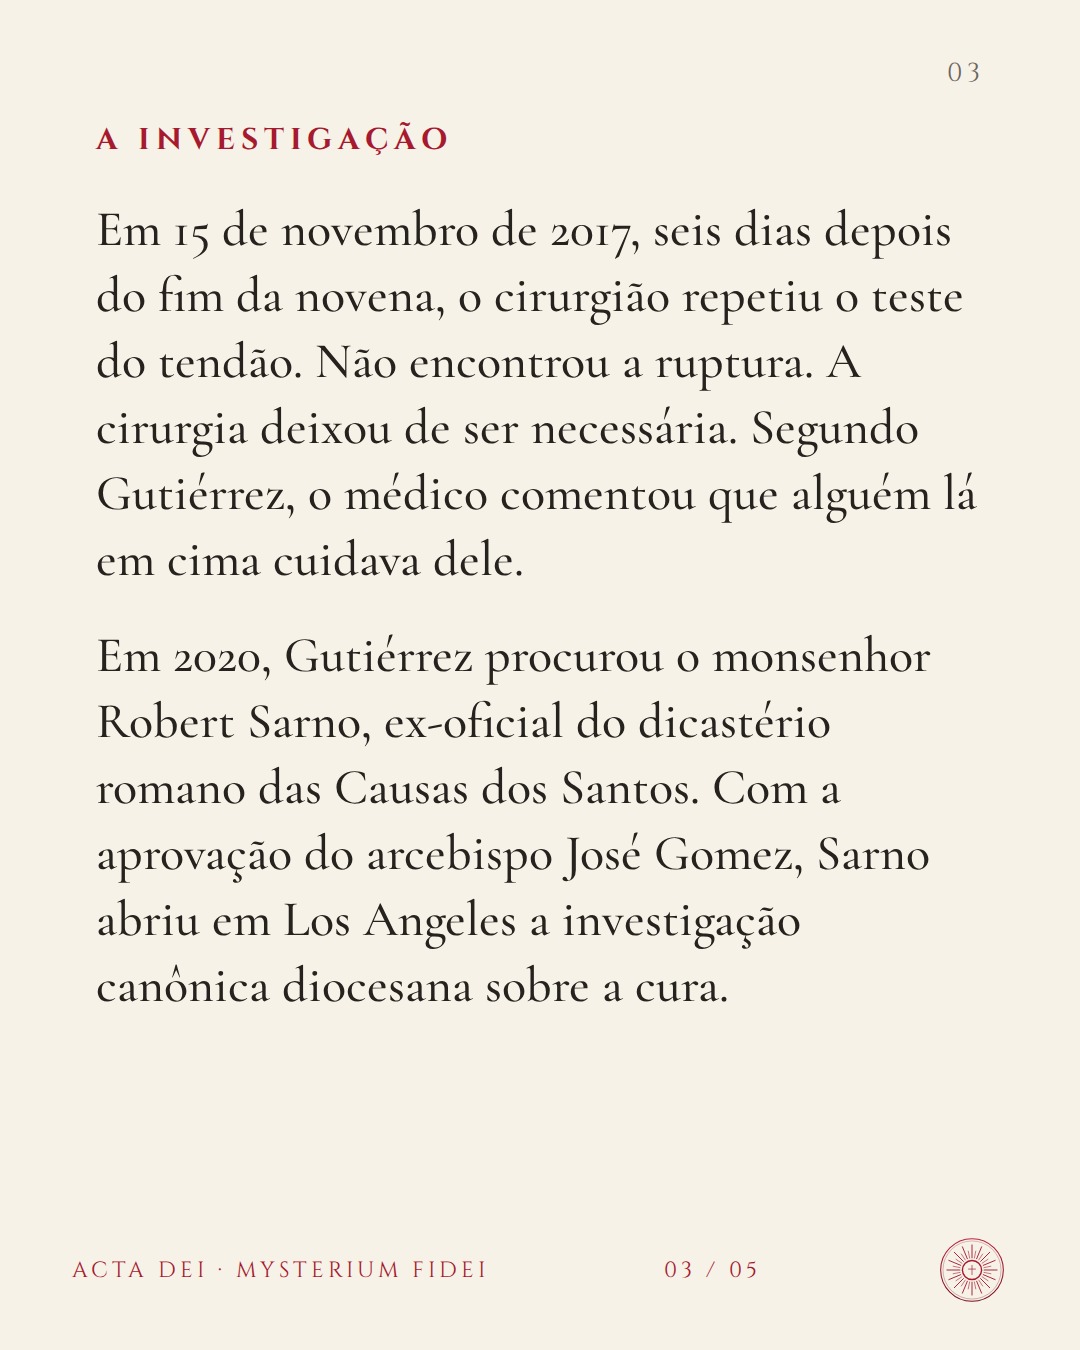 03
A INVESTIGAÇÃO
Em 15 de novembro de 2017, seis dias depois
do fim da novena, o cirurgião repetiu o teste
do tendão. Não encontrou a ruptura. A
cirurgia deixou de ser necessária. Segundo
Gutiérrez, o médico comentou que alguém lá
em cima cuidava dele.
Em 2020, Gutiérrez procurou o monsenhor
Robert Sarno, ex-oficial do dicastério
romano das Causas dos Santos. Com a
aprovação do arcebispo José Gomez, Sarno
abriu em Los Angeles a investigação
canônica diocesana sobre a cura.
ACTA DEI · MYSTERIUM FIDEI
03 / 05